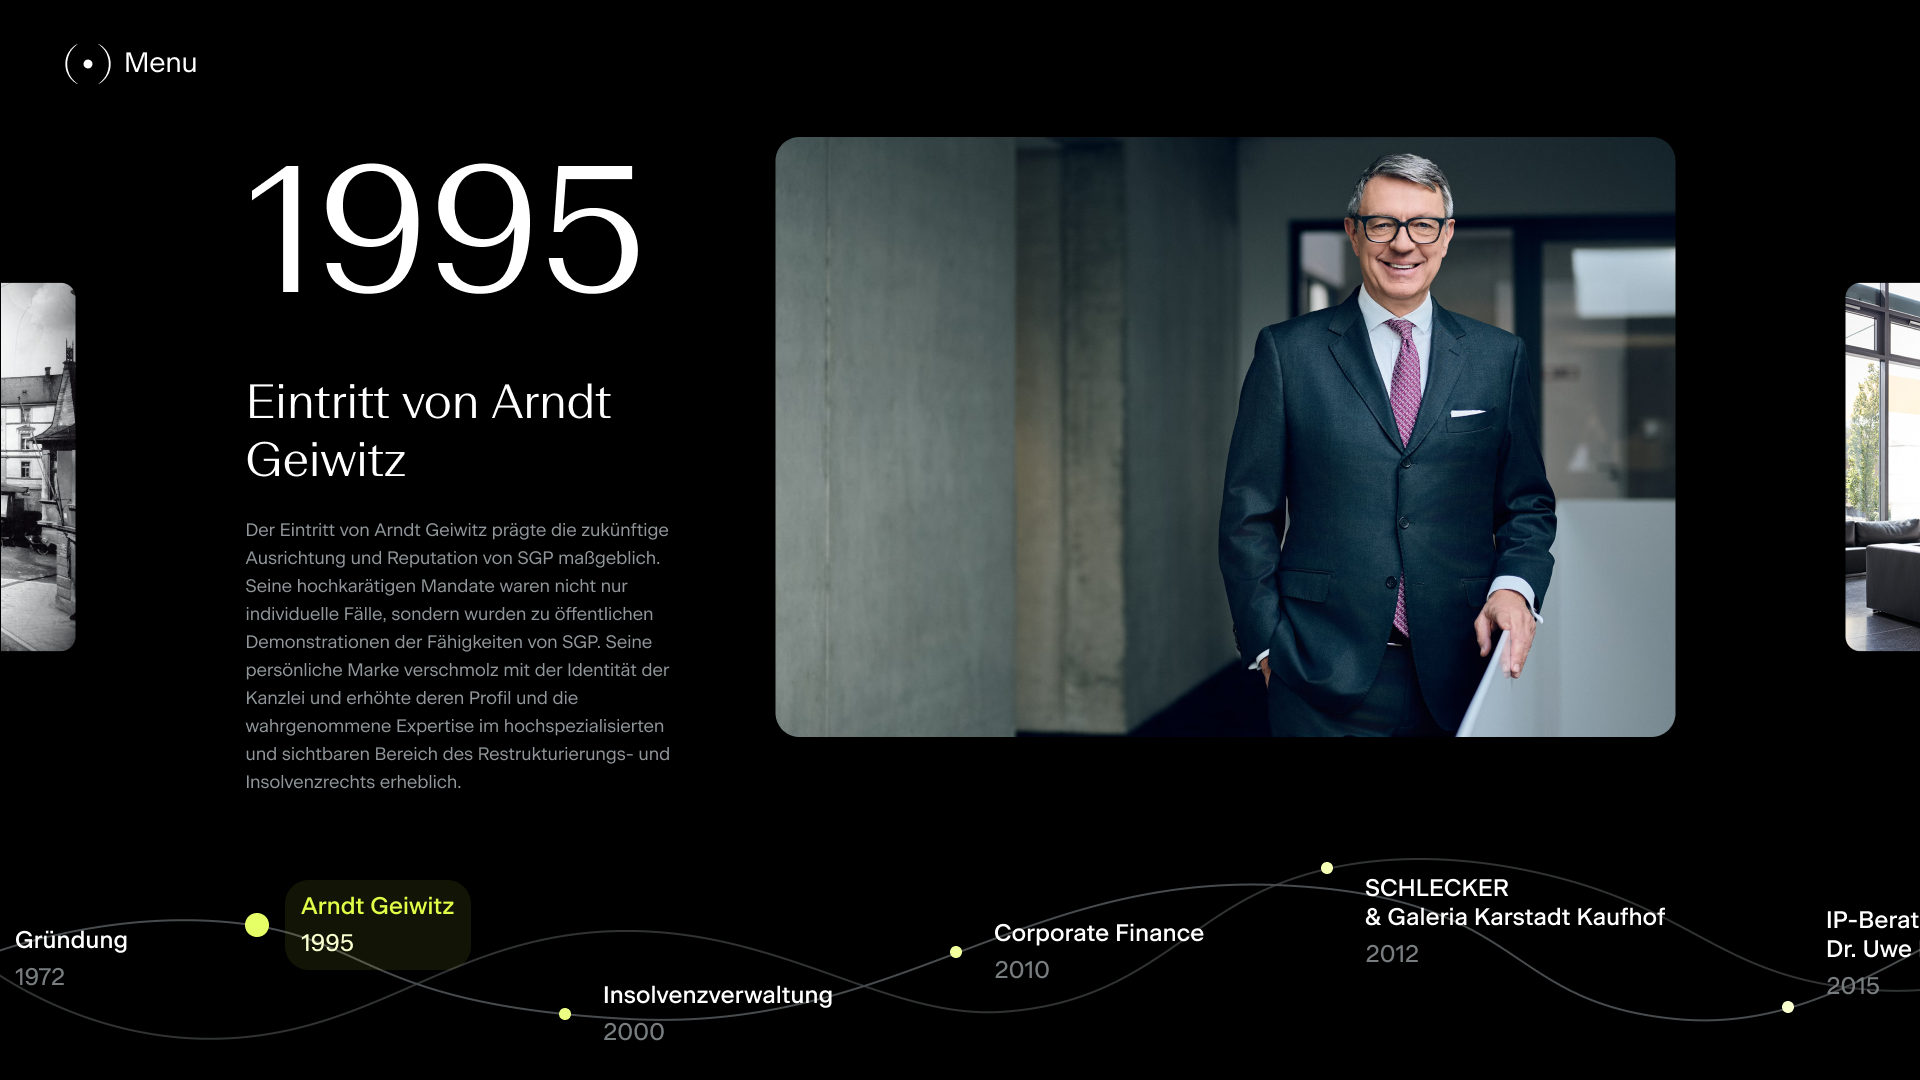 Menu
1995
Eintritt von Arndt
Geiwitz
Der Eintritt von Arndt Geiwitz prägte die zukünftige
Ausrichtung und Reputation von SGP maßgeblich.
Seine hochkarätigen Mandate waren nicht nur
individuelle Fälle, sondern wurden zu öffentlichen
Demonstrationen der Fähigkeiten von SGP. Seine
persönliche Marke verschmolz mit der Identität der
Kanzlei und erhöhte deren Profil und die
wahrgenommene Expertise im hochspezialisierten
und sichtbaren Bereich des Restrukturierungs- und
Insolvenzrechts erheblich.
Gründung
1972
Arndt Geiwitz
1995
Insolvenzverwaltung
2000
Corporate Finance
2010
SCHLECKER
& Galeria Karstadt Kaufhof
2012
IP-Berat
Dr. Uwe
2015